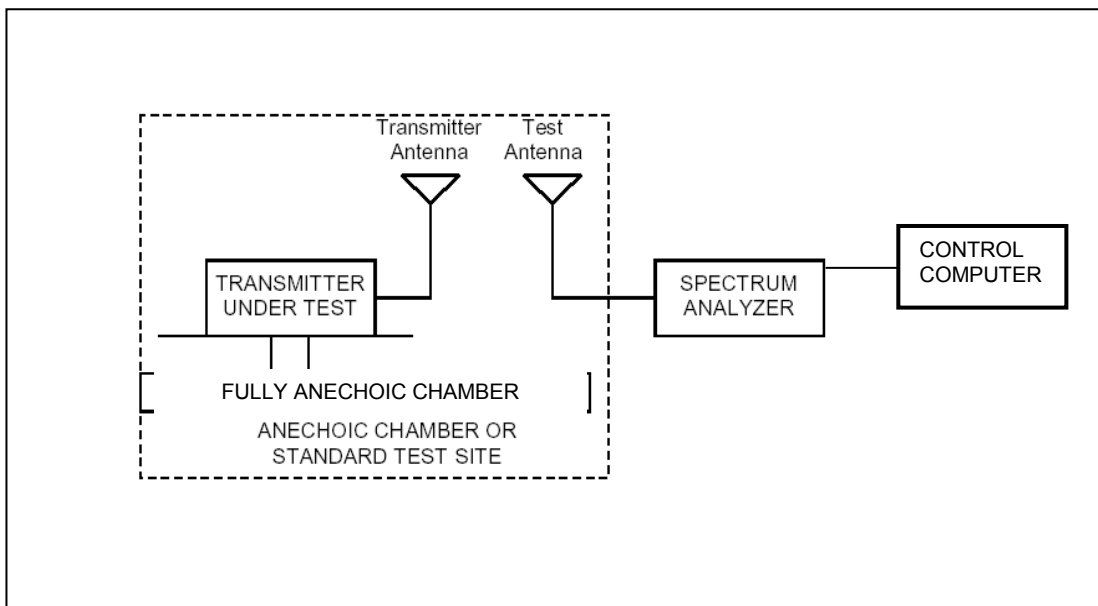 Transmitter
Antenna
Test
Antenna
TRANSMITTER
UNDER TEST
SPECTRUM
ANALYZER
CONTROL
COMPUTER
FULLY ANECHOIC CHAMBER
ANECHOIC CHAMBER OR
STANDARD TEST SITE